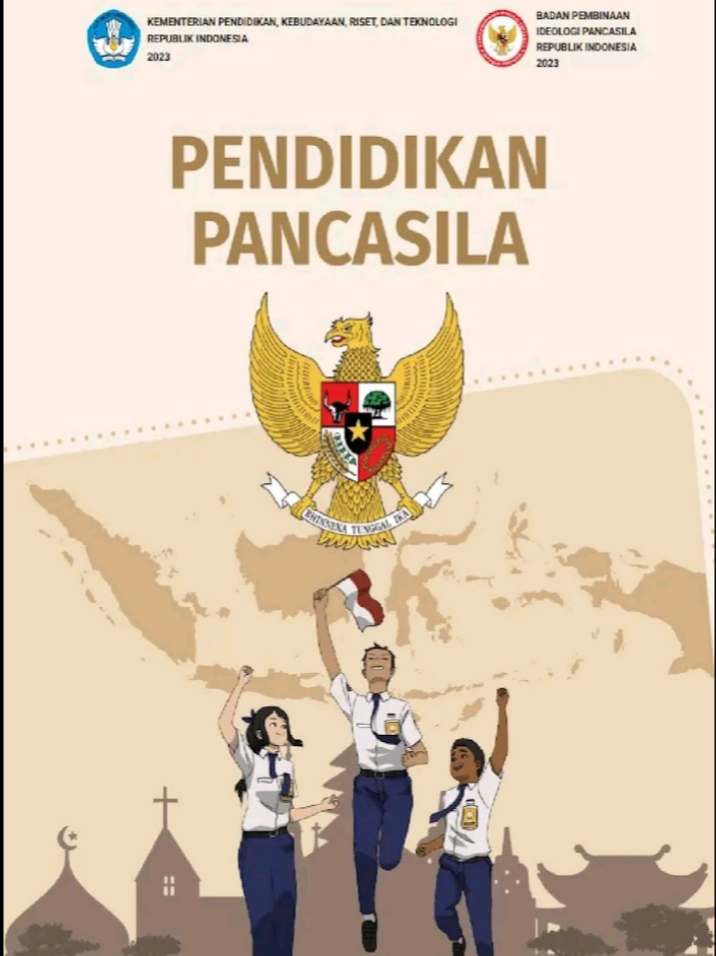 KEMENTERIAN PENDIDIKAN, KEBUDAYAAN, RISET, DAN TEKNOLOGI
REPUBLIK INDONESIA
2023
BADAN PEMBINAAN
IDEOLOGI PANCASILA
REPUBLIK INDONESIA
2023
PENDIDIKAN
PANCASILA
BHINNEKA TUNGGAL IKA